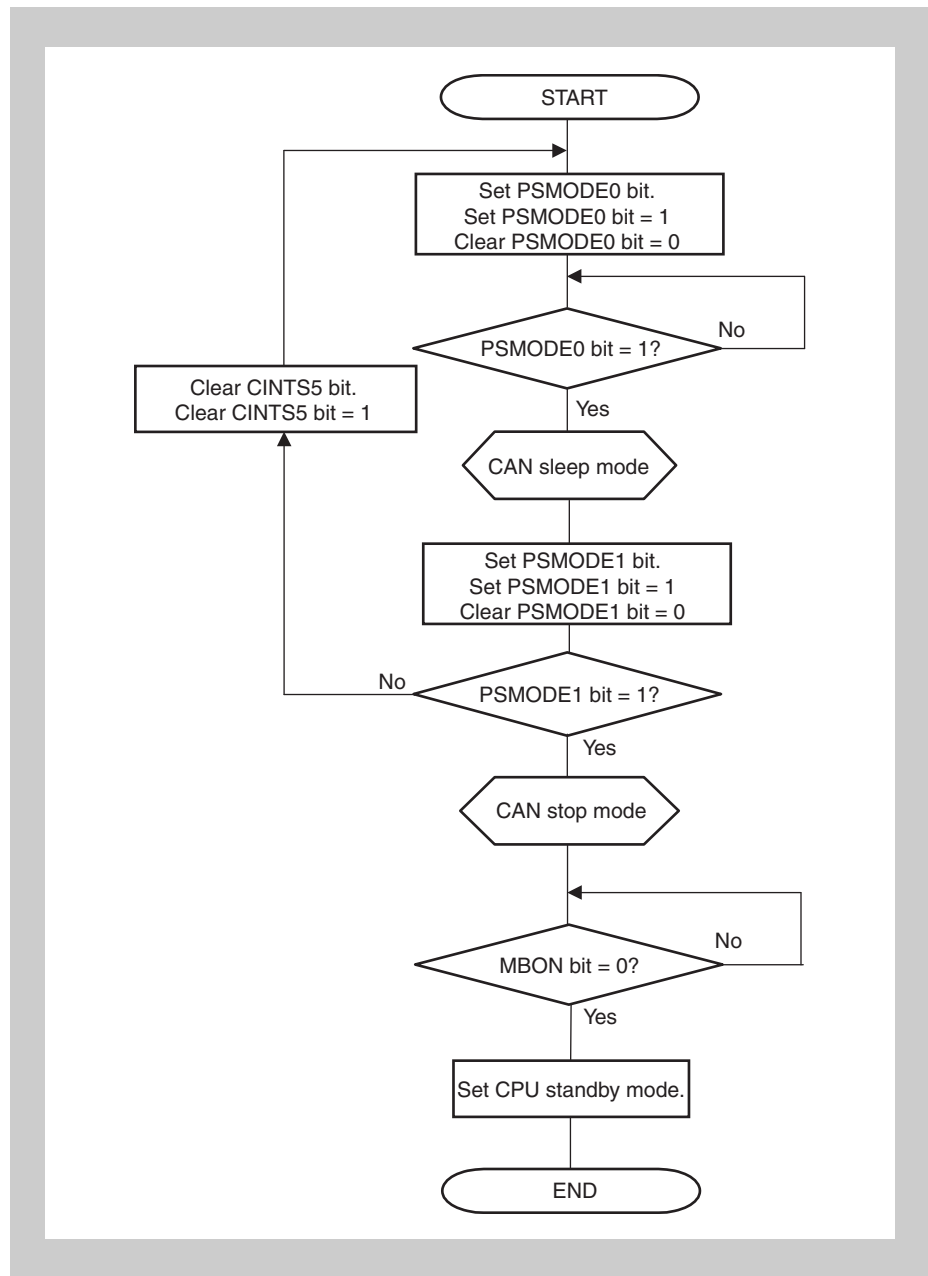 START
Set PSMODE0 bit.
Set PSMODE0 bit = 1
Clear PSMODE0 bit = 0
PSMODE0 bit = 1?
No
Yes
Clear CINTS5 bit.
Clear CINTS5 bit = 1
CAN sleep mode
Set PSMODE1 bit.
Set PSMODE1 bit = 1
Clear PSMODE1 bit = 0
No
PSMODE1 bit = 1?
Yes
CAN stop mode
MBON bit = 0?
No
Yes
Set CPU standby mode.
END